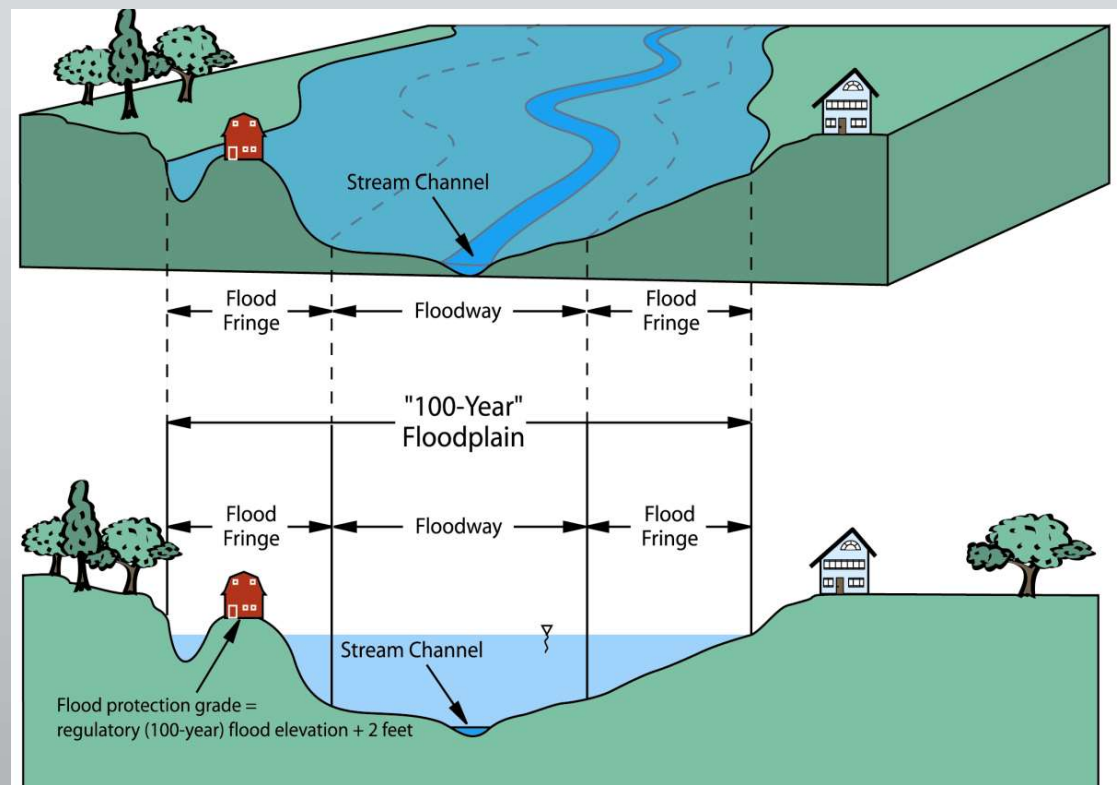 Stream Channel
Flood
Fringe
Floodway
Flood
Fringe
"100-Year"
Floodplain
Flood
Fringe
Floodway
Flood
Fringe
Stream Channel
Flood protection grade =
regulatory (100-year) flood elevation + 2 feet